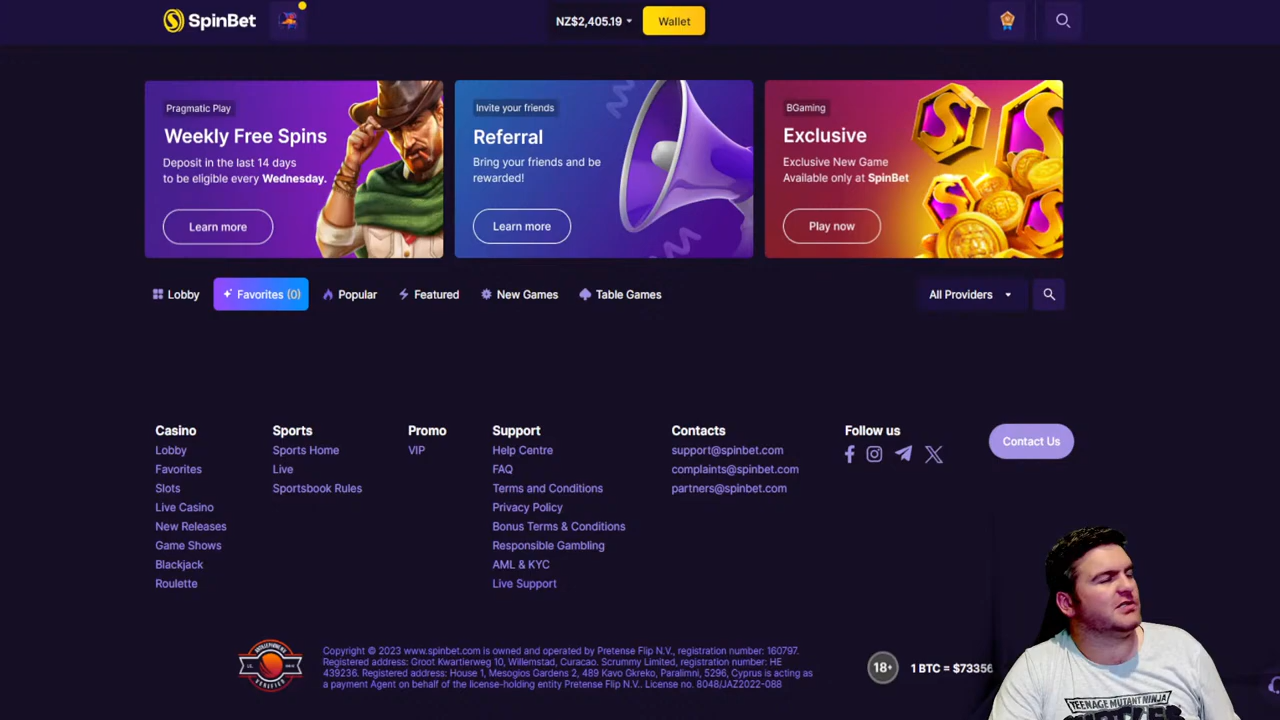 SpinBet
NZ$2,405.19
Wallet
Pragmatic Play
Weekly Free Spins
Deposit in the last 14 days
to be eligible every Wednesday.
Learn more
Invite your friends
Referral
Bring your friends and be
rewarded!
Learn more
BGaming
Exclusive
Exclusive New Game
Available only at SpinBet
Play now
Lobby
Favorites (0)
Popular
Featured
New Games
Table Games
All Providers
Casino
Lobby
Favorites
Slots
Live Casino
New Releases
Game Shows
Blackjack
Roulette
Sports
Sports Home
Live
Sportsbook Rules
Promo
VIP
Support
Help Centre
FAQ
Terms and Conditions
Privacy Policy
Bonus Terms & Conditions
Responsible Gambling
AML & KYC
Live Support
Contacts
support@spinbet.com
complaints@spinbet.com
partners@spinbet.com
Follow us
Contact Us
Copyright © 2023 www.spinbet.com is owned and operated by Pretense Flip N.V., registration number: 160797.
Registered address: Groot Kwartierweg 10, Willemstad, Curacao. Scrummy Limited, registration number: HE
439236. Registered address: House 1, Mesogios Gardens 2, 489 Kavo Gkreko, Paralimni, 5296, Cyprus is acting as
a payment Agent on behalf of the license-holding entity Pretense Flip N.V.. License no. 8048/JAZ2022-088
18+
1 BTC = $73356
TEENAGE MUTANT NINJA